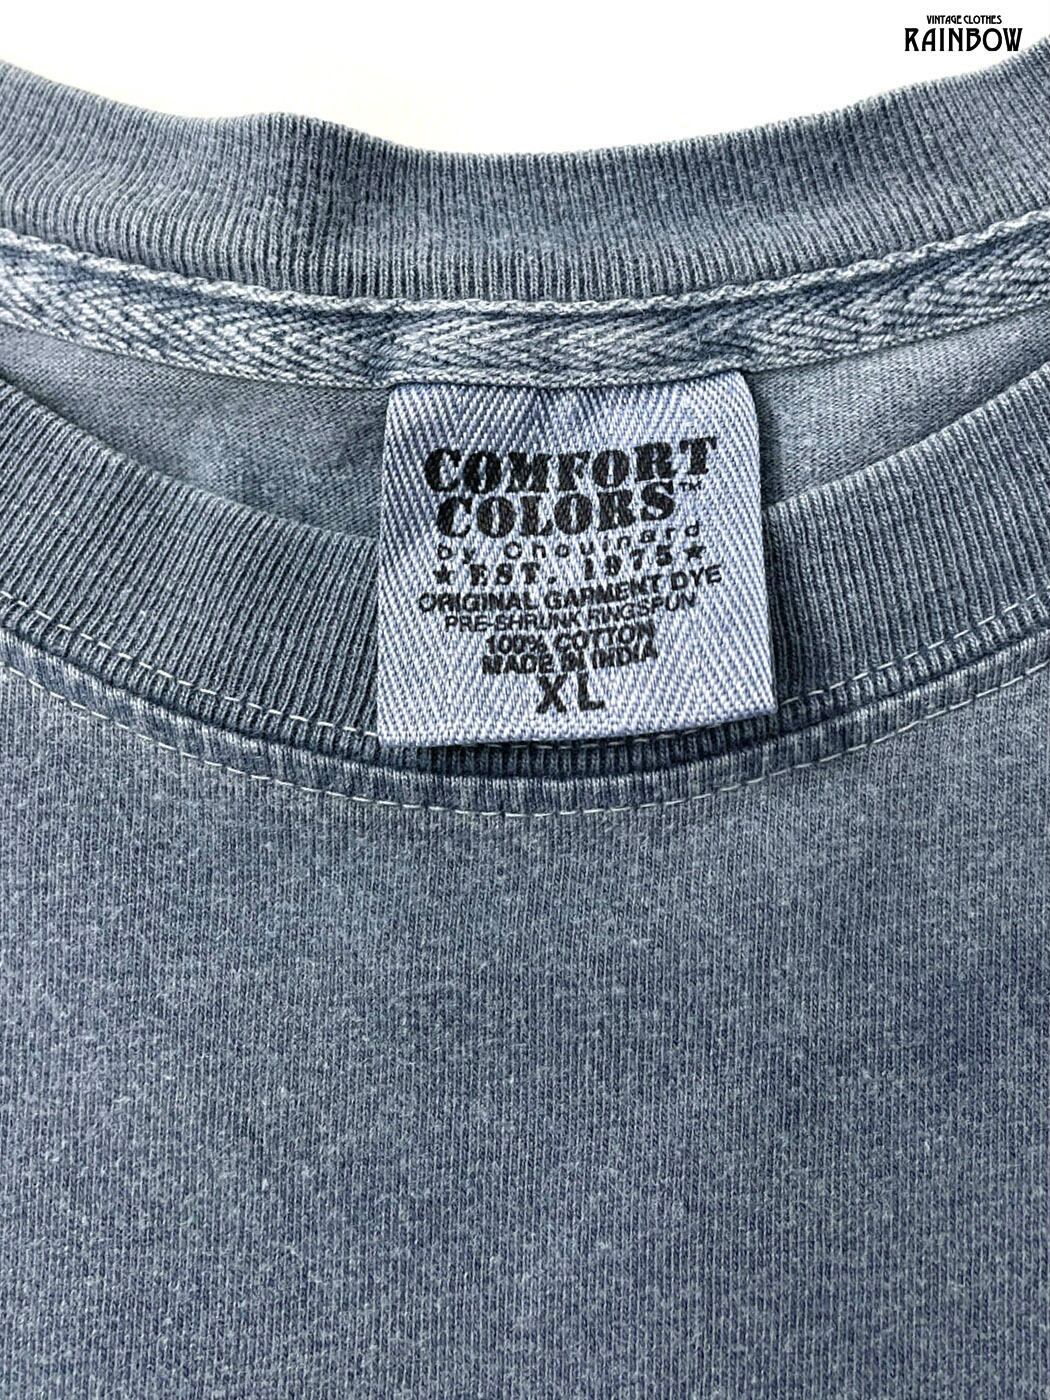 VINTAGE CLOTHES
RAINBOW
COMFORT
COLORS™
by Chouinard
★ EST. 1975 ★
ORIGINAL GARMENT DYE
PRE-SHRUNK RINGSPUN
100% COTTON
MADE IN INDIA
XL